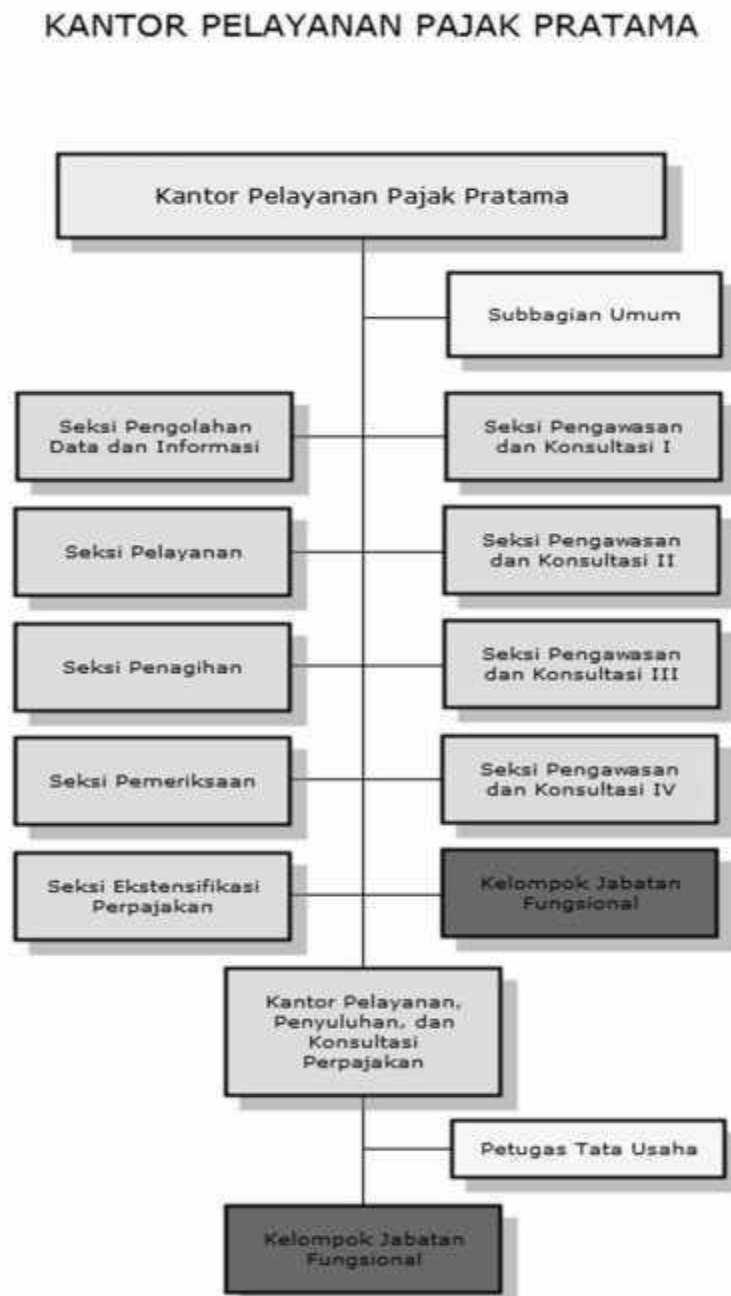 KANTOR PELAYANAN PAJAK PRATAMA
Kantor Pelayanan Pajak Pratama
Subbagian Umum
Seksi Pengolahan
Data dan Informasi
Seksi Pengawasan
dan Konsultasi I
Seksi Pelayanan
Seksi Pengawasan
dan Konsultasi II
Seksi Penagihan
Seksi Pengawasan
dan Konsultasi III
Seksi Pemeriksaan
Seksi Pengawasan
dan Konsultasi IV
Seksi Ekstensifikasi
Perpajakan
Kelompok Jabatan
Fungsional
Kantor Pelayanan,
Penyuluhan, dan
Konsultasi
Perpajakan
Petugas Tata Usaha
Kelompok Jabatan
Fungsional